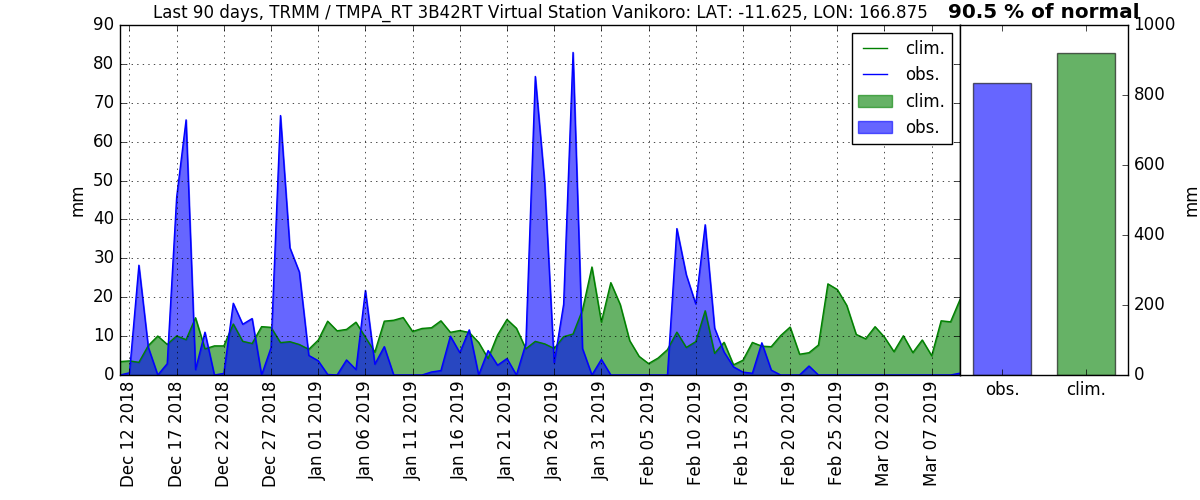 Last 90 days, TRMM / TMPA_RT 3B42RT Virtual Station Vanikoro: LAT: -11.625, LON: 166.875
90.5 % of normal
90
80
70
60
50
40
30
20
10
0
mm
clim.
obs.
clim.
obs.
Dec 12 2018
Dec 17 2018
Dec 22 2018
Dec 27 2018
Jan 01 2019
Jan 06 2019
Jan 11 2019
Jan 16 2019
Jan 21 2019
Jan 26 2019
Jan 31 2019
Feb 05 2019
Feb 10 2019
Feb 15 2019
Feb 20 2019
Feb 25 2019
Mar 02 2019
Mar 07 2019
1000
800
600
400
200
0
mm
obs.
clim.